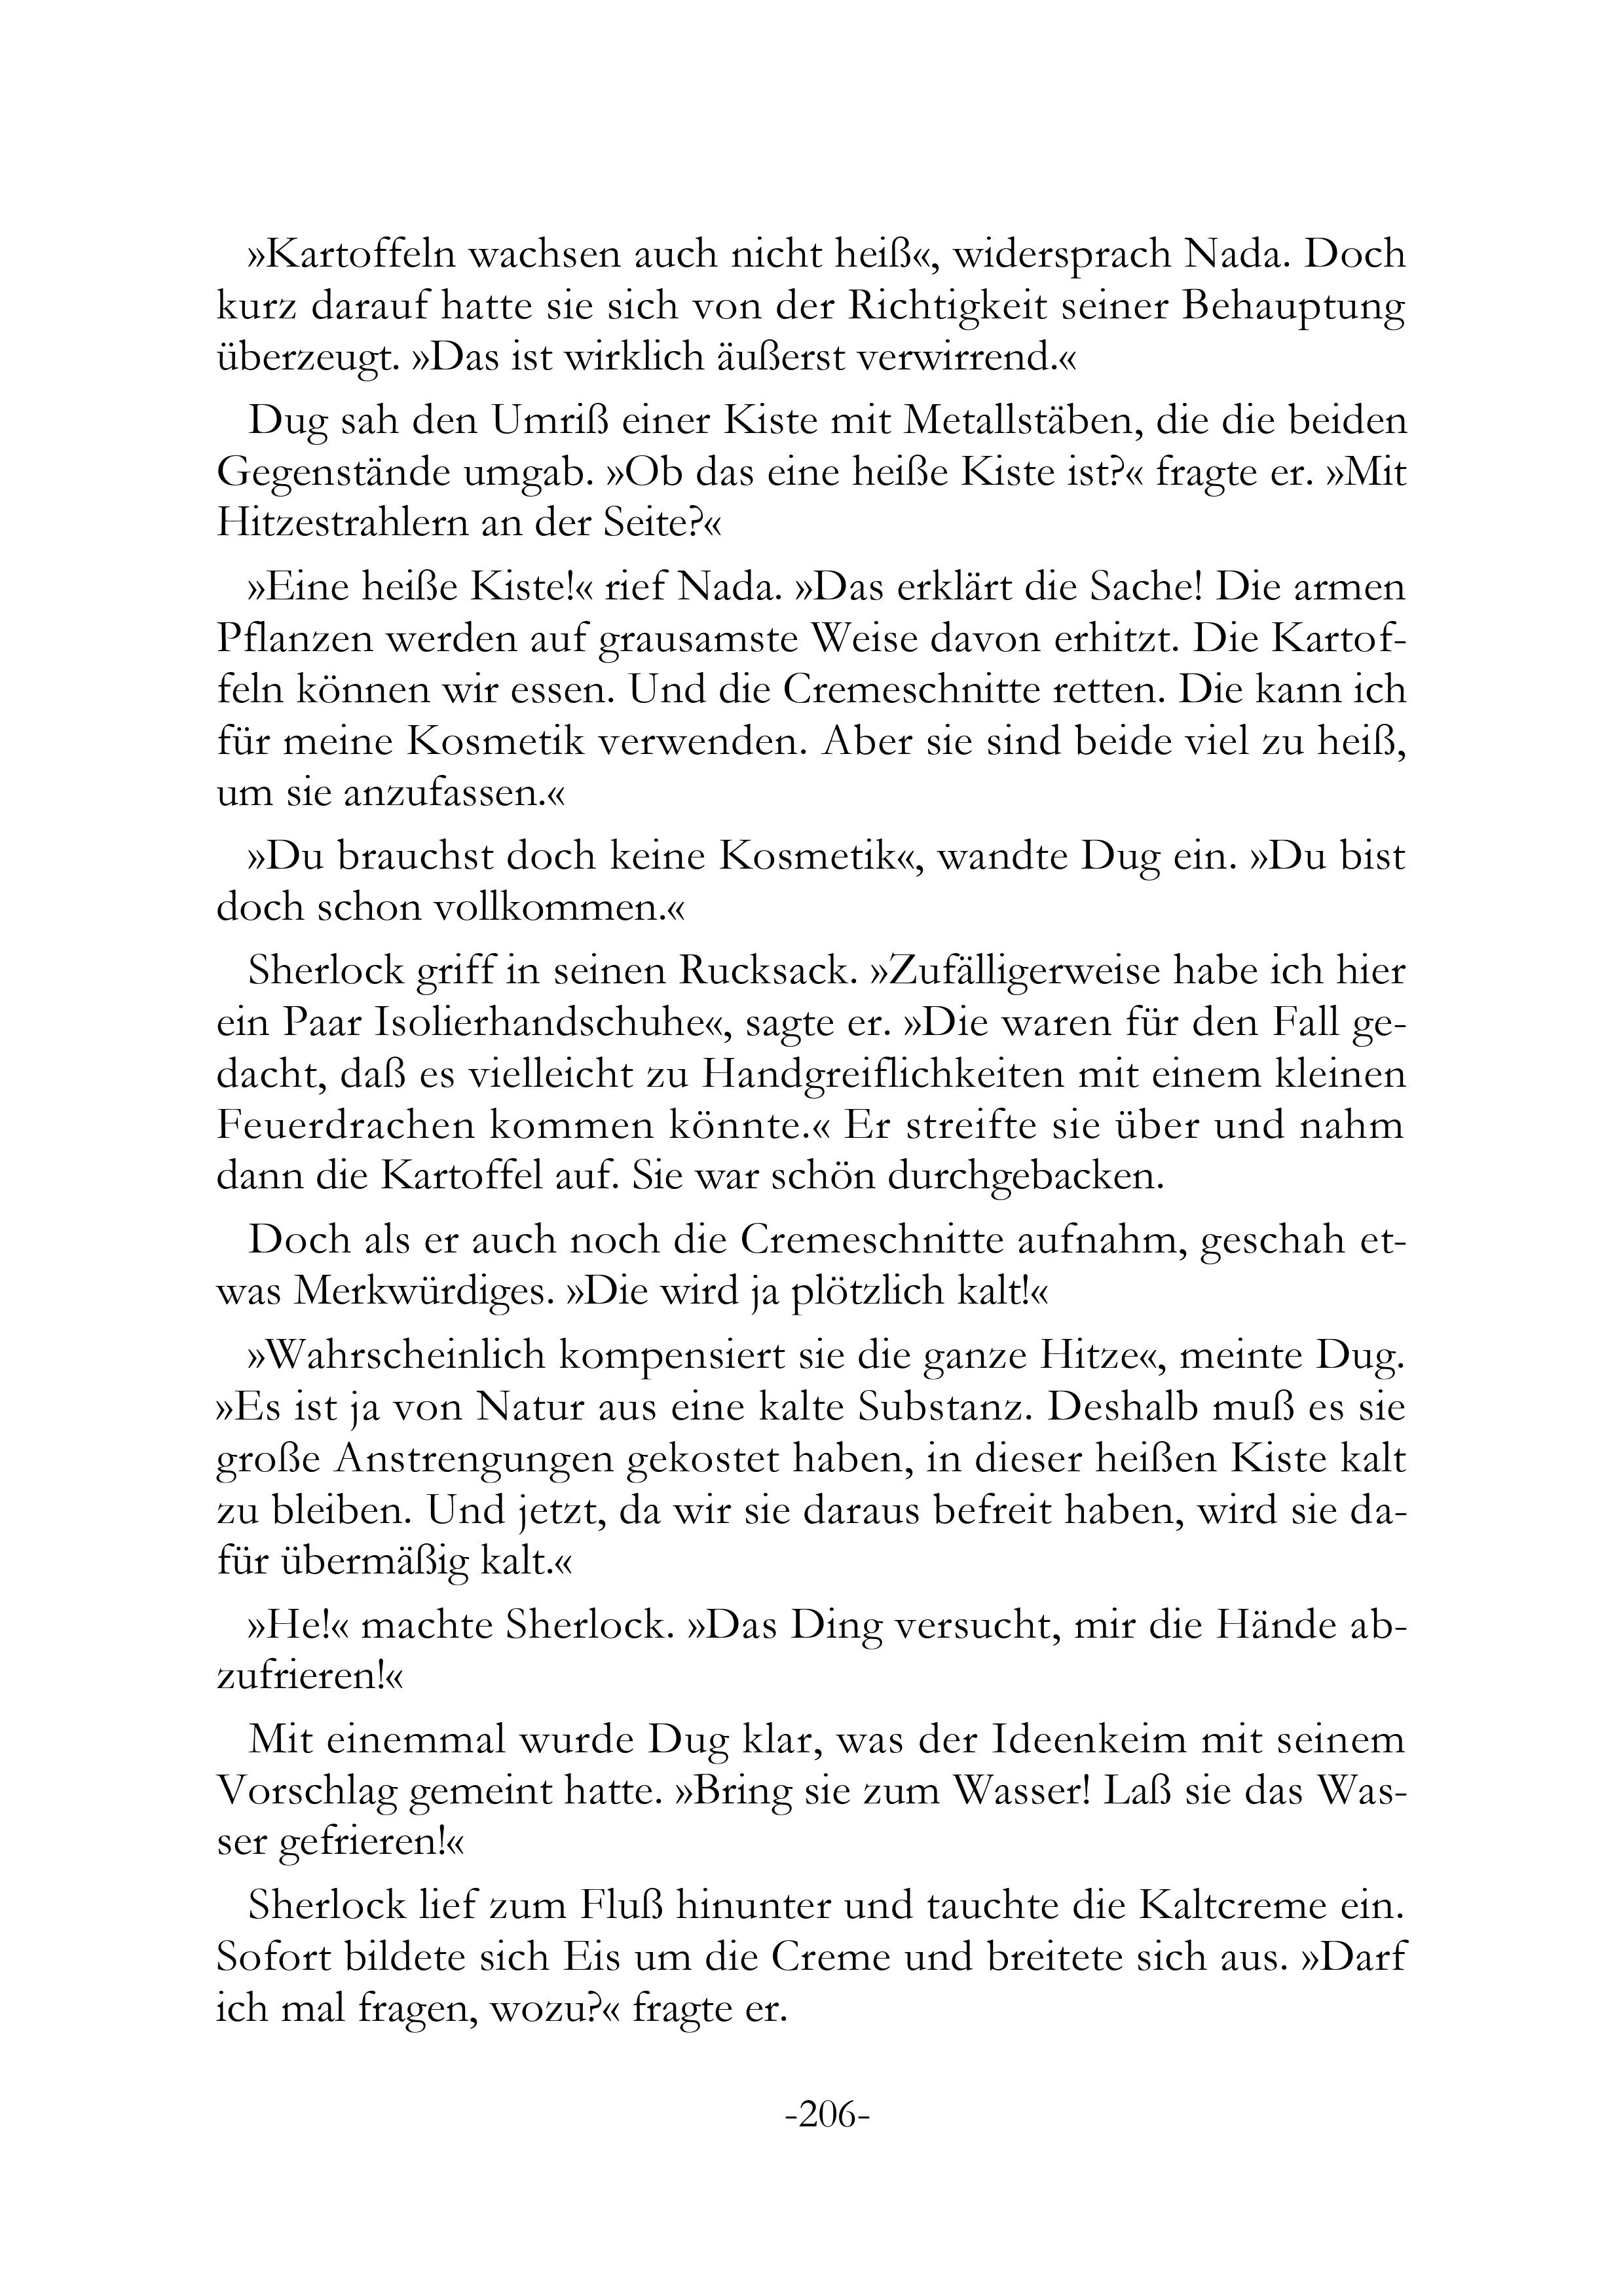 »Kartoffeln wachsen auch nicht heiß«, widersprach Nada. Doch
kurz darauf hatte sie sich von der Richtigkeit seiner Behauptung
überzeugt. »Das ist wirklich äußerst verwirrend.«
Dug sah den Umriß einer Kiste mit Metallstäben, die die beiden
Gegenstände umgab. »Ob das eine heiße Kiste ist?« fragte er. »Mit
Hitzestrahlern an der Seite?«
»Eine heiße Kiste!« rief Nada. »Das erklärt die Sache! Die armen
Pflanzen werden auf grausamste Weise davon erhitzt. Die Kartof-
feln können wir essen. Und die Cremeschnitte retten. Die kann ich
für meine Kosmetik verwenden. Aber sie sind beide viel zu heiß,
um sie anzufassen.«
»Du brauchst doch keine Kosmetik«, wandte Dug ein. »Du bist
doch schon vollkommen.«
Sherlock griff in seinen Rucksack. »Zufälligerweise habe ich hier
ein Paar Isolierhandschuhe«, sagte er. »Die waren für den Fall ge-
dacht, daß es vielleicht zu Handgreiflichkeiten mit einem kleinen
Feuerdrachen kommen könnte.« Er streifte sie über und nahm
dann die Kartoffel auf. Sie war schön durchgebacken.
Doch als er auch noch die Cremeschnitte aufnahm, geschah et-
was Merkwürdiges. »Die wird ja plötzlich kalt!«
»Wahrscheinlich kompensiert sie die ganze Hitze«, meinte Dug.
»Es ist ja von Natur aus eine kalte Substanz. Deshalb muß es sie
große Anstrengungen gekostet haben, in dieser heißen Kiste kalt
zu bleiben. Und jetzt, da wir sie daraus befreit haben, wird sie da-
für übermäßig kalt.«
»He!« machte Sherlock. »Das Ding versucht, mir die Hände ab-
zufrieren!«
Mit einemmal wurde Dug klar, was der Ideenkeim mit seinem
Vorschlag gemeint hatte. »Bring sie zum Wasser! Laß sie das Was-
ser gefrieren!«
Sherlock lief zum Fluß hinunter und tauchte die Kaltcreme ein.
Sofort bildete sich Eis um die Creme und breitete sich aus. »Darf
ich mal fragen, wozu?« fragte er.
-206-